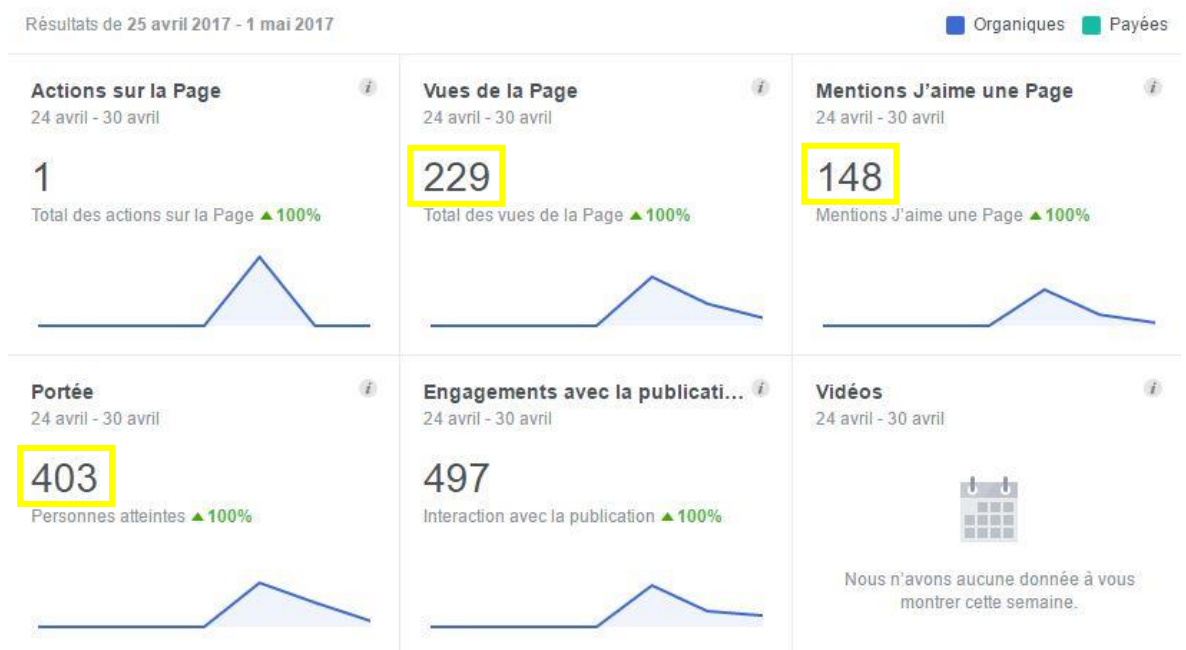 Résultats de 25 avril 2017 - 1 mai 2017
Organiques Payées
Actions sur la Page
24 avril - 30 avril
1
Total des actions sur la Page ▲ 100%
Vues de la Page
24 avril - 30 avril
229
Total des vues de la Page ▲ 100%
Mentions J'aime une Page
24 avril - 30 avril
148
Mentions J'aime une Page ▲ 100%
Portée
24 avril - 30 avril
403
Personnes atteintes ▲ 100%
Engagements avec la publicati...
24 avril - 30 avril
497
Interaction avec la publication ▲ 100%
Vidéos
24 avril - 30 avril
Nous n'avons aucune donnée à vous
montrer cette semaine.